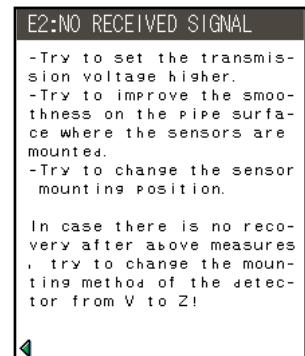 E2:NO RECEIVED SIGNAL
-Try to set the transmis-
sion voltage higher.
-Try to improve the smoo-
thness on the pipe surfa-
ce where the sensors are
mounted.
-Try to change the sensor
mounting position.
In case there is no reco-
very after above measures
, try to change the moun-
ting method of the detec-
tor from V to Z!